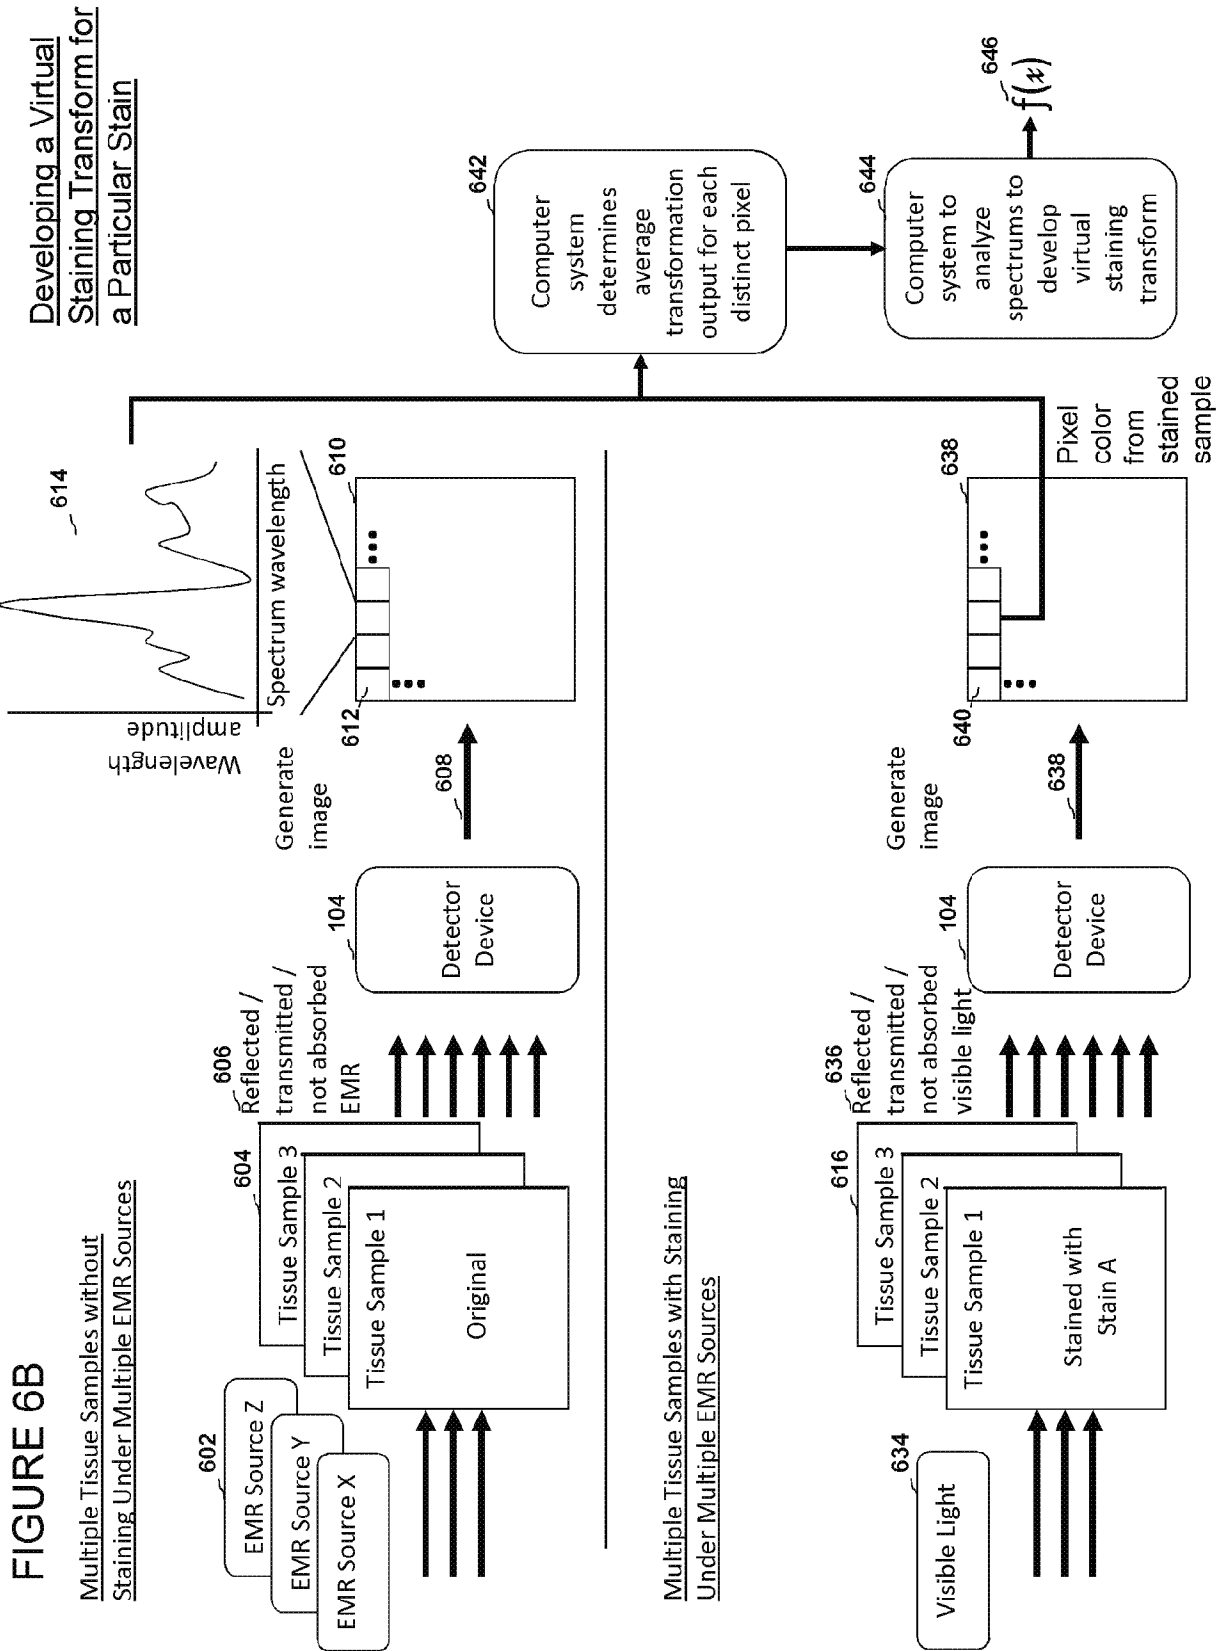 FIGURE 6B
Developing a Virtual
Staining Transform for
a Particular Stain
Multiple Tissue Samples without
Staining Under Multiple EMR Sources
602
EMR Source Z
EMR Source Y
EMR Source X
604
Tissue Sample 3
Tissue Sample 2
Tissue Sample 1
Original
606
Reflected /
transmitted /
not absorbed
EMR
104
Detector
Device
Generate
image
608
614
Wavelength
amplitude
Spectrum wavelength
612
610
Multiple Tissue Samples with Staining
Under Multiple EMR Sources
634
Visible Light
616
Tissue Sample 3
Tissue Sample 2
Tissue Sample 1
Stained with
Stain A
636
Reflected /
transmitted /
not absorbed
visible light
104
Detector
Device
Generate
image
638
640
638
Pixel
color
from
stained
sample
642
Computer
system
determines
average
transformation
output for each
distinct pixel
644
Computer
system to
analyze
spectrums to
develop
virtual
staining
transform
646
f(x)